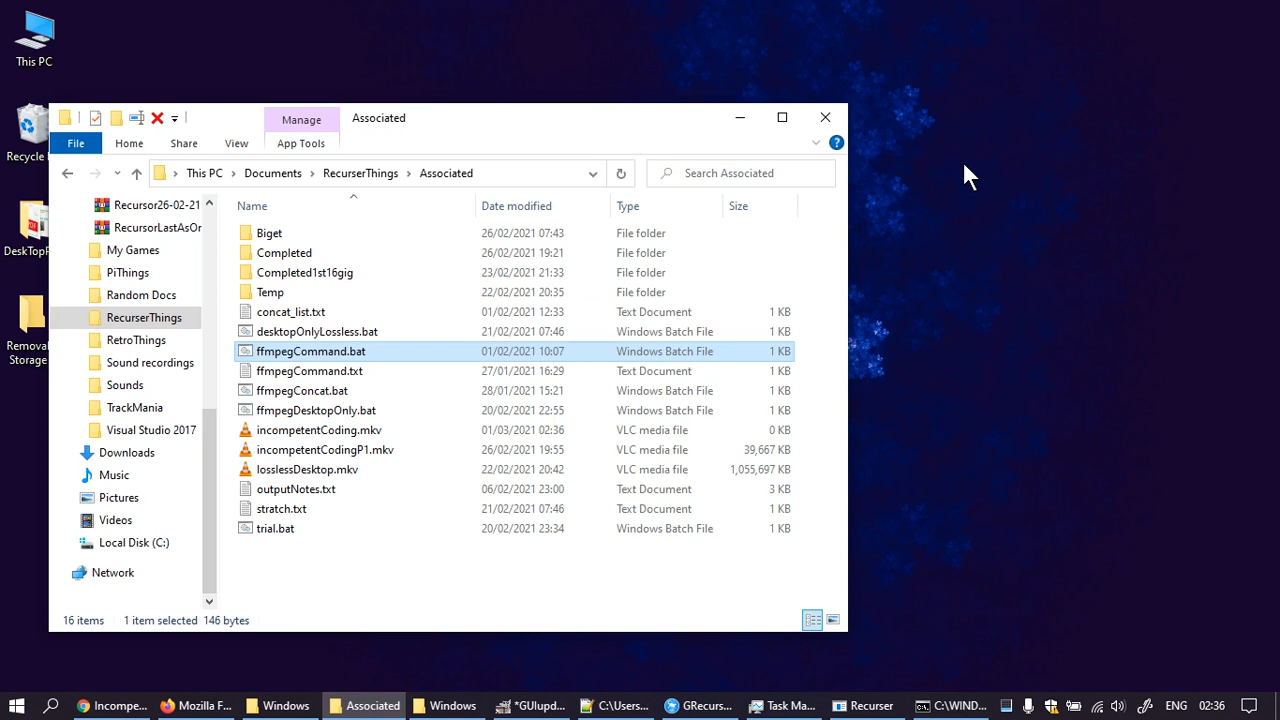 This PC
Recycle
DeskTopP
Removal
Storage
Manage
Associated
File
Home
Share
View
App Tools
This PC
Documents
RecurserThings
Associated
Search Associated
Recursor26-02-21
RecursorLastAsOr
My Games
PiThings
Random Docs
RecurserThings
RetroThings
Sound recordings
Sounds
TrackMania
Visual Studio 2017
Downloads
Music
Pictures
Videos
Local Disk (C:)
Network
Name Date modified Type Size
Biget 26/02/2021 07:43 File folder
Completed 26/02/2021 19:21 File folder
Completed1st16gig 23/02/2021 21:33 File folder
Temp 22/02/2021 20:35 File folder
concat_list.txt 01/02/2021 12:33 Text Document 1 KB
desktopOnlyLossless.bat 21/02/2021 07:46 Windows Batch File 1 KB
ffmpegCommand.bat 01/02/2021 10:07 Windows Batch File 1 KB
ffmpegCommand.txt 27/01/2021 16:29 Text Document 1 KB
ffmpegConcat.bat 28/01/2021 15:21 Windows Batch File 1 KB
ffmpegDesktopOnly.bat 20/02/2021 22:55 Windows Batch File 1 KB
incompetentCoding.mkv 01/03/2021 02:36 VLC media file 0 KB
incompetentCodingP1.mkv 26/02/2021 19:55 VLC media file 39,667 KB
losslessDesktop.mkv 22/02/2021 20:42 VLC media file 1,055,697 KB
outputNotes.txt 06/02/2021 23:00 Text Document 3 KB
stratch.txt 21/02/2021 07:46 Text Document 1 KB
trial.bat 20/02/2021 23:34 Windows Batch File 1 KB
16 items 1 item selected 146 bytes
Incompe... Mozilla F... Windows Associated Windows *GUIupd... C:\Users... GRecurs... Task Ma... Recurser C:\WIND... ENG 02:36